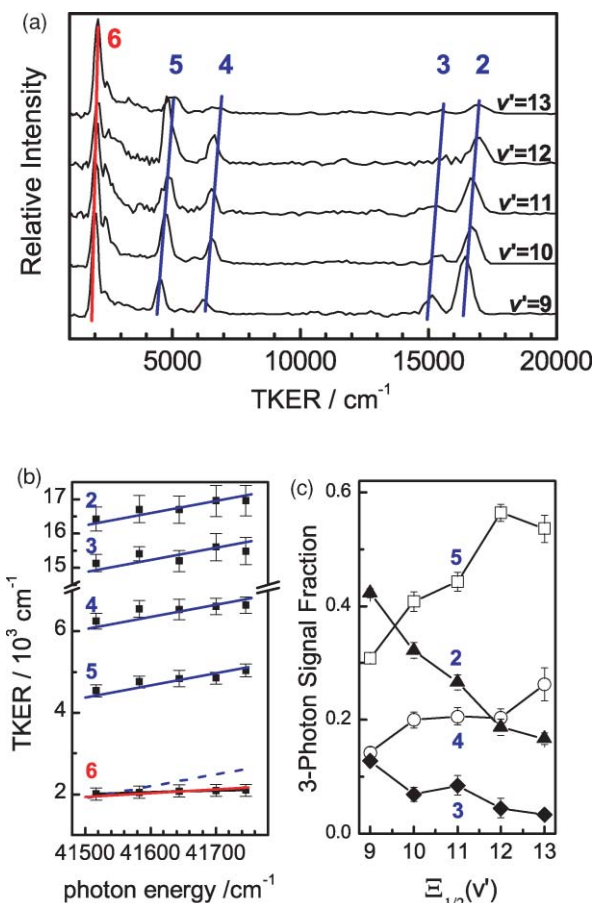 (a)
6
5
4
3
2
v'=13
v'=12
v'=11
v'=10
v'=9
Relative Intensity
5000 10000 15000 20000
TKER / cm⁻¹
(b)
17
16
15
6
4
2
2
3
4
5
6
TKER / 10³ cm⁻¹
41500 41600 41700
photon energy /cm⁻¹
(c)
0.6
0.4
0.2
0.0
5
2
4
3
3-Photon Signal Fraction
9 10 11 12 13
Ξ₁/₂(v')